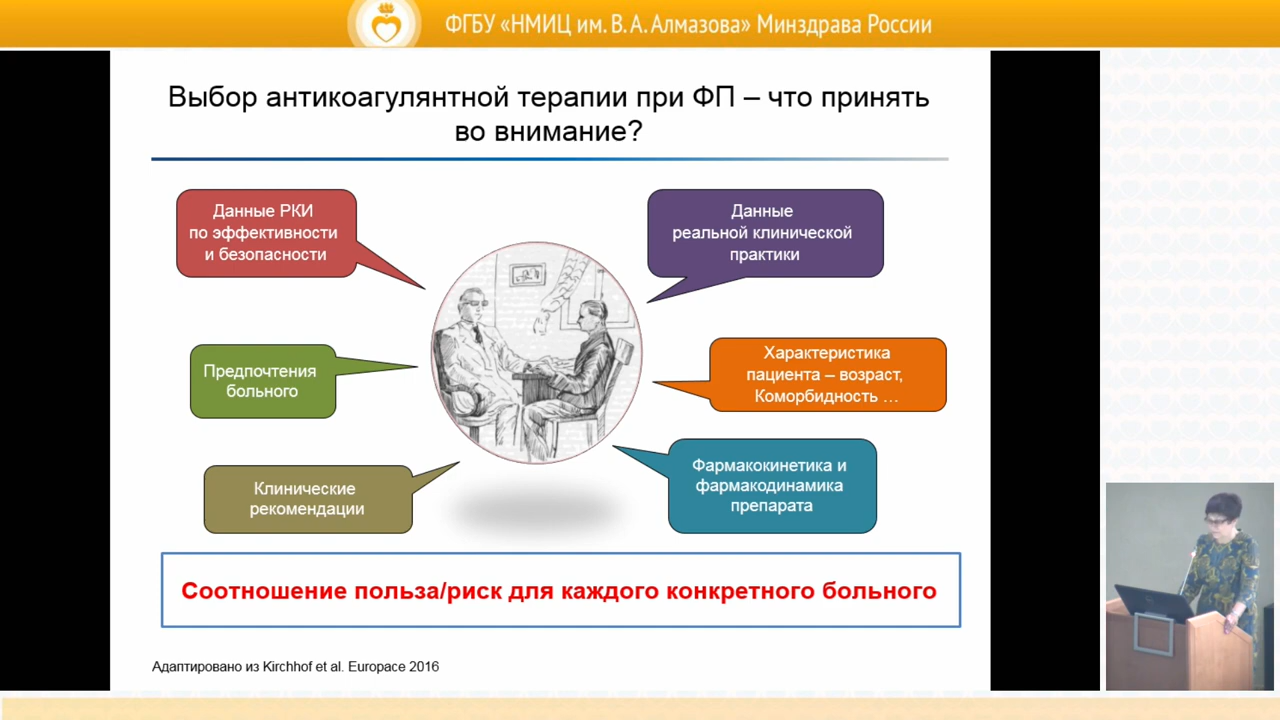 ФГБУ «НМИЦ им. В. А. Алмазова» Минздрава России
Выбор антикоагулянтной терапии при ФП – что принять
во внимание?
Данные РКИ
по эффективности
и безопасности
Данные
реальной клинической
практики
Предпочтения
больного
Характеристика
пациента – возраст,
Коморбидность ...
Клинические
рекомендации
Фармакокинетика и
фармакодинамика
препарата
Соотношение польза/риск для каждого конкретного больного
Адаптировано из Kirchhof et al. Europace 2016